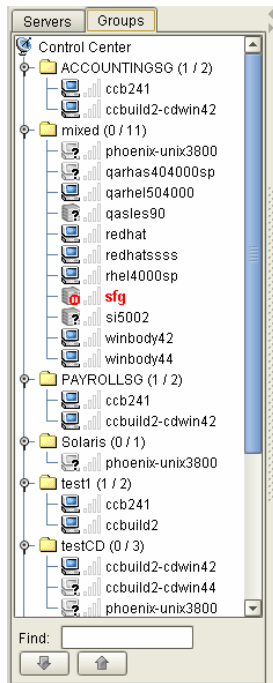 Servers Groups
Control Center
ACCOUNTINGSG (1 / 2)
ccb241
ccbuild2-cdwin42
mixed (0 / 11)
phoenix-unix3800
qarhas404000sp
qarhel504000
qasles90
redhat
redhatssss
rhel4000sp
sfg
si5002
winbody42
winbody44
PAYROLLSG (1 / 2)
ccb241
ccbuild2-cdwin42
Solaris (0 / 1)
phoenix-unix3800
test1 (1 / 2)
ccb241
ccbuild2
testCD (0 / 3)
ccbuild2-cdwin42
ccbuild2-cdwin44
phoenix-unix3800
Find: